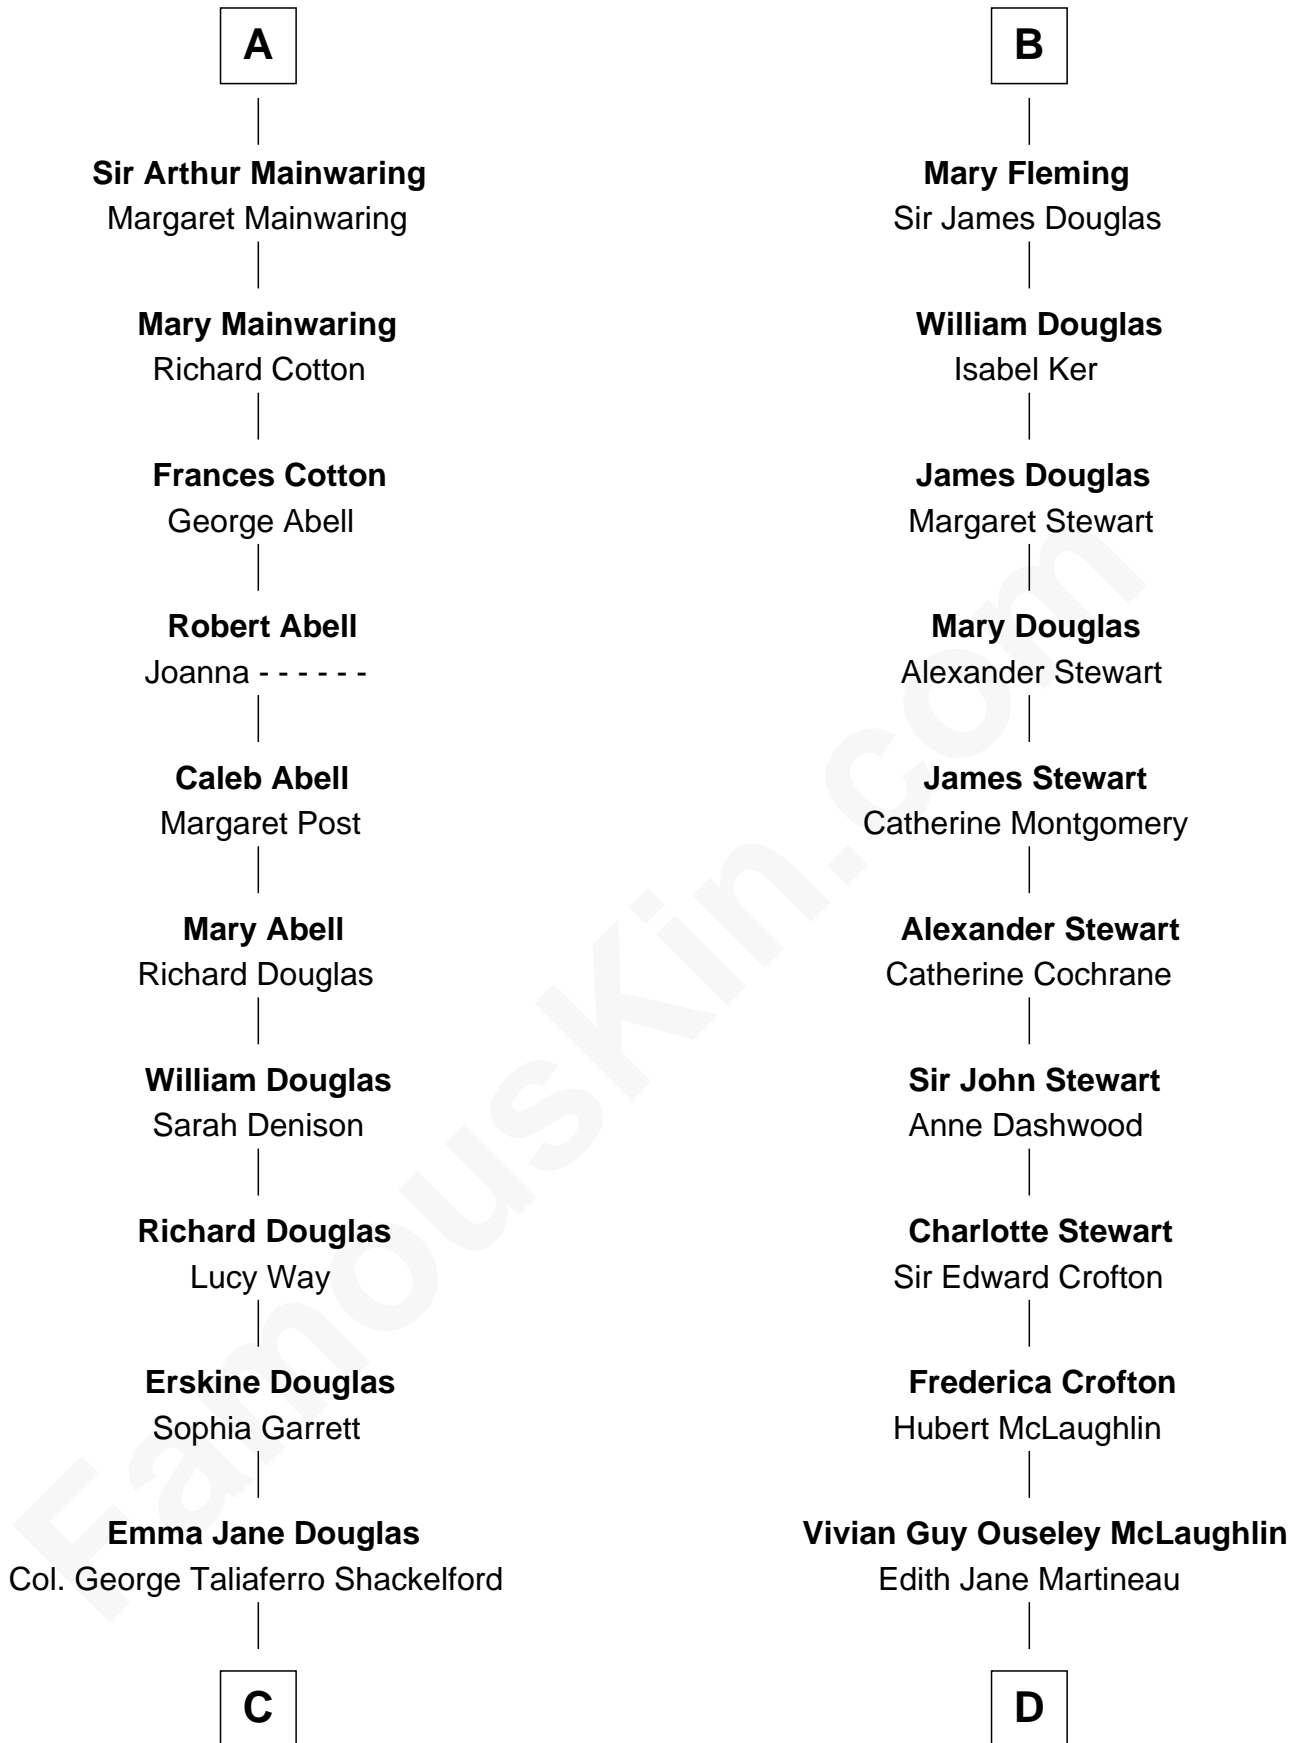 A
Sir Arthur Mainwaring
Margaret Mainwaring
Mary Mainwaring
Richard Cotton
Frances Cotton
George Abell
Robert Abell
Joanna - - - - - -
Caleb Abell
Margaret Post
Mary Abell
Richard Douglas
William Douglas
Sarah Denison
Richard Douglas
Lucy Way
Erskine Douglas
Sophia Garrett
Emma Jane Douglas
Col. George Taliaferro Shackelford
C
B
Mary Fleming
Sir James Douglas
William Douglas
Isabel Ker
James Douglas
Margaret Stewart
Mary Douglas
Alexander Stewart
James Stewart
Catherine Montgomery
Alexander Stewart
Catherine Cochrane
Sir John Stewart
Anne Dashwood
Charlotte Stewart
Sir Edward Crofton
Frederica Crofton
Hubert McLaughlin
Vivian Guy Ouseley McLaughlin
Edith Jane Martineau
D
FamousKin.com